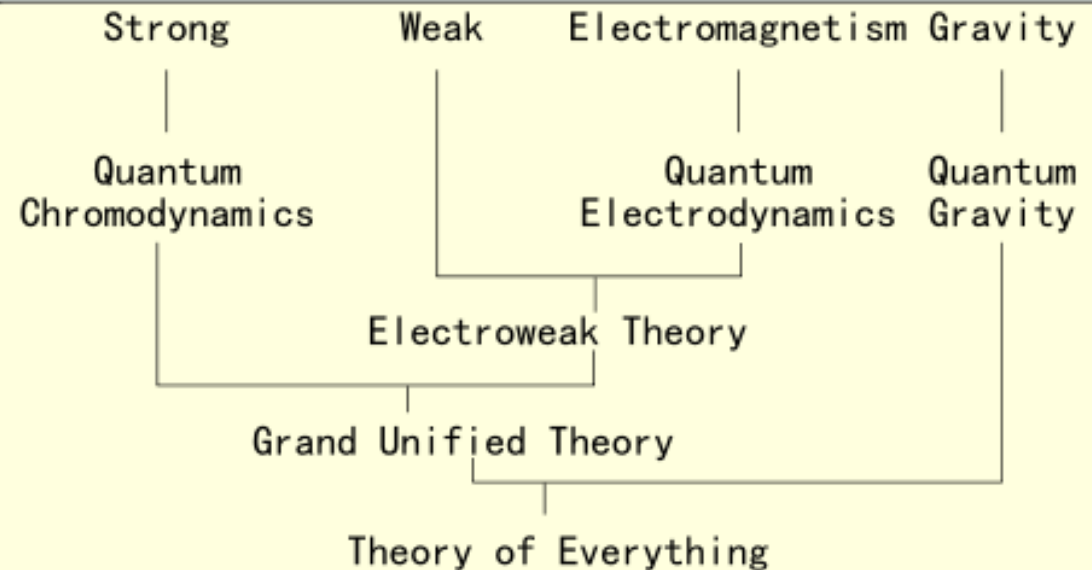 Strong Weak Electromagnetism Gravity
Quantum Chromodynamics
Quantum Electrodynamics
Quantum Gravity
Electroweak Theory
Grand Unified Theory
Theory of Everything